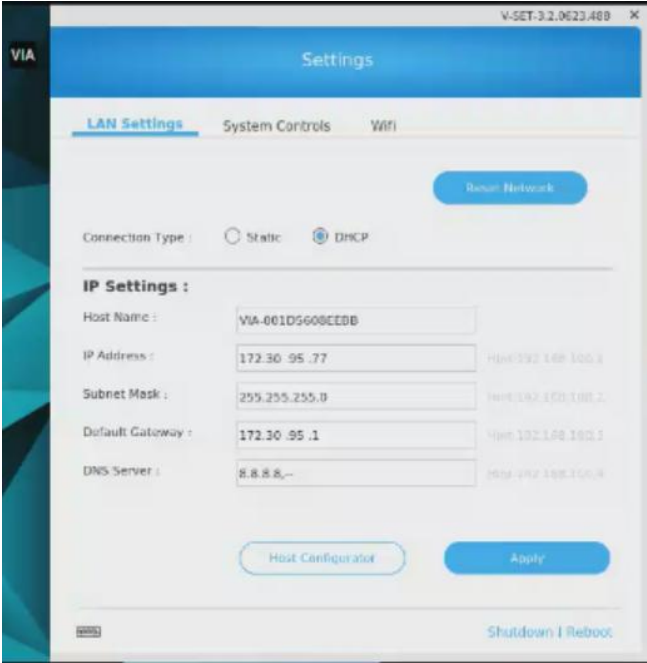 V-SET-3.2.0623.488 ×
VIA
Settings
LAN Settings System Controls Wifi
Reset Network
Connection Type : Static DHCP
IP Settings :
Host Name : VIA-001D5608EEBB
IP Address : 172.30 .95 .77
Subnet Mask : 255.255.255.0
Default Gateway : 172.30 .95 .1
DNS Server : 8.8.8.8,--
Host Configurator Apply
Shutdown | Reboot